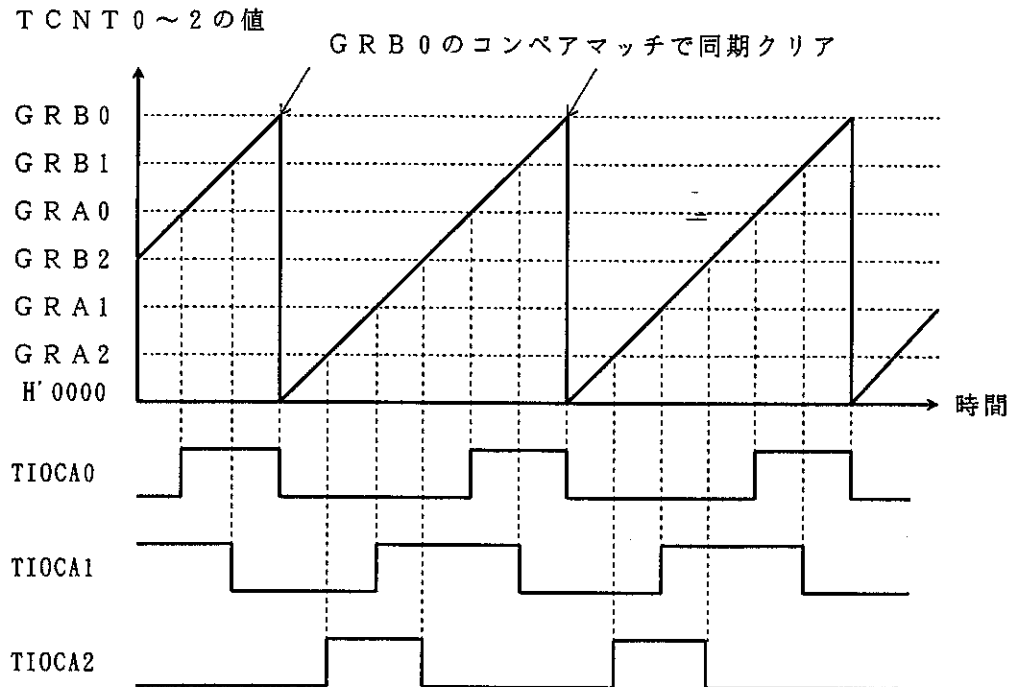 TCNT0～2の値
GRB0のコンペアマッチで同期クリア
GRB0
GRB1
GRA0
GRB2
GRA1
GRA2
H'0000
時間
TIOCA0
TIOCA1
TIOCA2